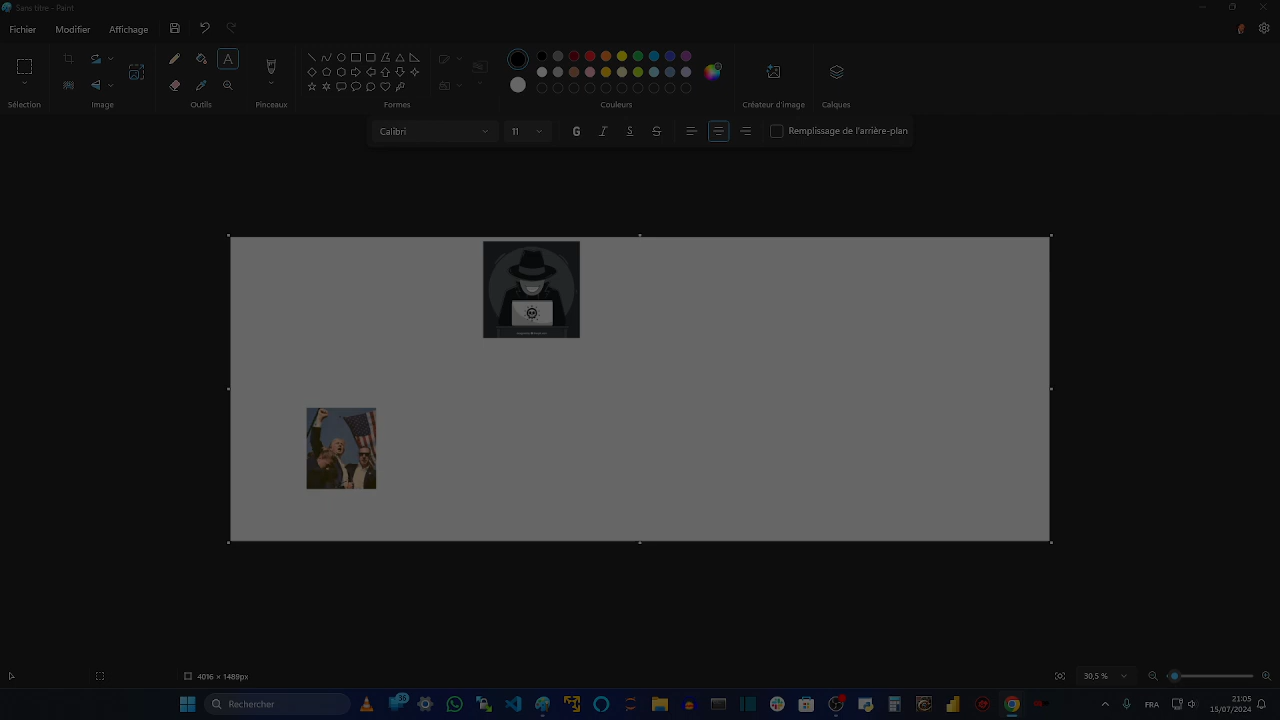 Sans titre - Paint
Fichier Modifier Affichage
Sélection Image Outils Pinceaux Formes Couleurs Créateur d'image Calques
Calibri 11 G I S Remplissage de l'arrière-plan
4016 × 1489px 30,5 %
Rechercher 36 FRA 21:05
15/07/2024